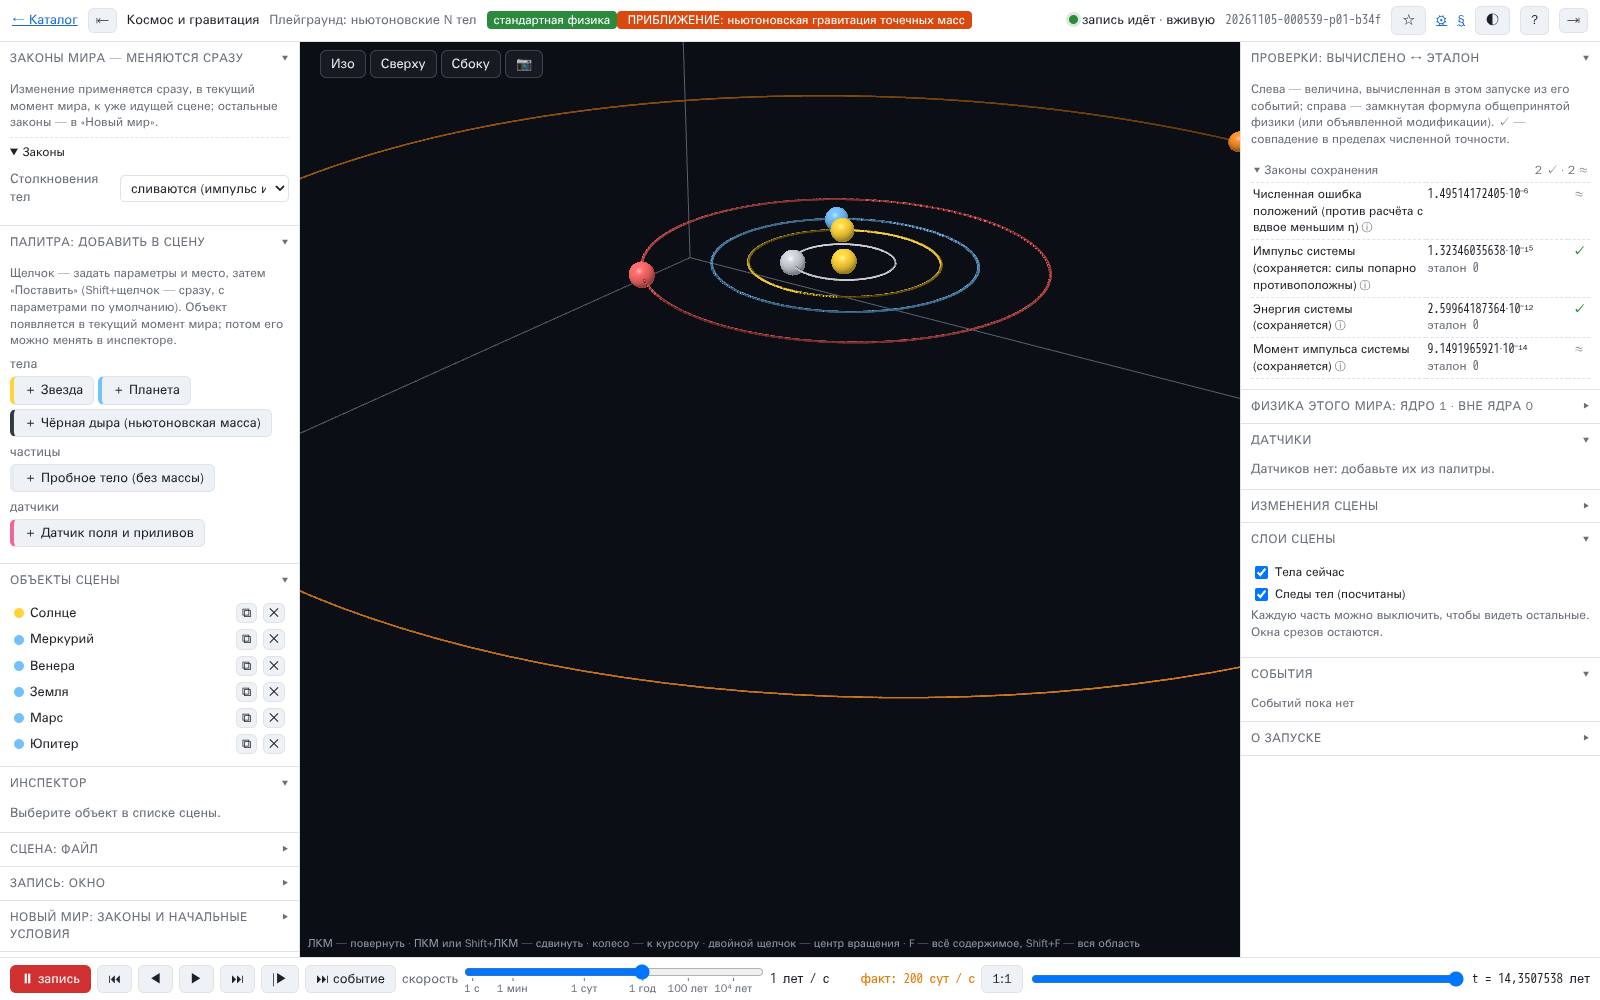 ← Каталог
Космос и гравитация
Плейграунд: ньютоновские N тел
стандартная физика
ПРИБЛИЖЕНИЕ: ньютоновская гравитация точечных масс
запись идёт · вживую
20261105-000539-p01-b34f
☆ ⚙ § ◐ ?
ЗАКОНЫ МИРА — МЕНЯЮТСЯ СРАЗУ
Изменение применяется сразу, в текущий
момент мира, к уже идущей сцене; остальные
законы — в «Новый мир».
Законы
Столкновения
тел
сливаются (импульс и
ПАЛИТРА: ДОБАВИТЬ В СЦЕНУ
Щелчок — задать параметры и место, затем
«Поставить» (Shift+щелчок — сразу, с
параметрами по умолчанию). Объект
появляется в текущий момент мира; потом его
можно менять в инспекторе.
тела
+ Звезда
+ Планета
+ Чёрная дыра (ньютоновская масса)
частицы
+ Пробное тело (без массы)
датчики
+ Датчик поля и приливов
ОБЪЕКТЫ СЦЕНЫ
Солнце
Меркурий
Венера
Земля
Марс
Юпитер
ИНСПЕКТОР
Выберите объект в списке сцены.
СЦЕНА: ФАЙЛ
ЗАПИСЬ: ОКНО
НОВЫЙ МИР: ЗАКОНЫ И НАЧАЛЬНЫЕ
УСЛОВИЯ
Изо
Сверху
Сбоку
ЛКМ — повернуть · ПКМ или Shift+ЛКМ — сдвинуть · колесо — к курсору · двойной щелчок — центр вращения · F — всё содержимое, Shift+F — вся область
ПРОВЕРКИ: ВЫЧИСЛЕНО ↔ ЭТАЛОН
Слева — величина, вычисленная в этом запуске из его
событий; справа — замкнутая формула общепринятой
физики (или объявленной модификации). ✓ —
совпадение в пределах численной точности.
Законы сохранения
2 ✓ · 2 ≈
Численная ошибка
положений (против расчёта с
вдвое меньшим η) ⓘ
1.49514172405·10⁻⁶
≈
Импульс системы
(сохраняется: силы попарно
противоположны) ⓘ
1.32346035638·10⁻¹⁵
эталон 0
✓
Энергия системы
(сохраняется) ⓘ
2.59964187364·10⁻¹²
эталон 0
✓
Момент импульса системы
(сохраняется) ⓘ
9.1491965921·10⁻¹⁴
эталон 0
≈
ФИЗИКА ЭТОГО МИРА: ЯДРО 1 · ВНЕ ЯДРА 0
ДАТЧИКИ
Датчиков нет: добавьте их из палитры.
ИЗМЕНЕНИЯ СЦЕНЫ
СЛОИ СЦЕНЫ
Тела сейчас
Следы тел (посчитаны)
Каждую часть можно выключить, чтобы видеть остальные.
Окна срезов остаются.
СОБЫТИЯ
Событий пока нет
О ЗАПУСКЕ
запись
событие
скорость
1 с
1 мин
1 сут
1 год
100 лет
10⁴ лет
1 лет / с
факт: 200 сут / с
1:1
t = 14,3507538 лет